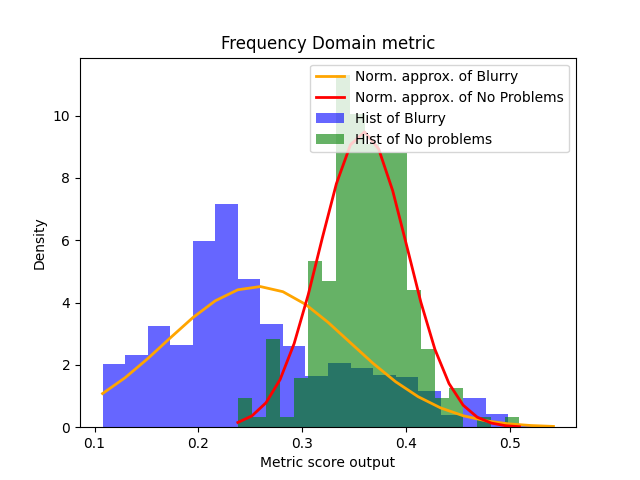 Frequency Domain metric
Norm. approx. of Blurry
Norm. approx. of No Problems
Hist of Blurry
Hist of No problems
10
8
6
4
2
0
Density
0.1 0.2 0.3 0.4 0.5
Metric score output